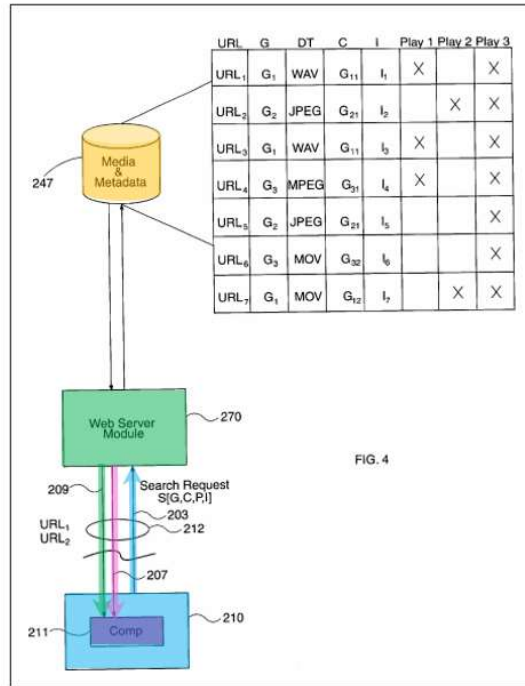 URL G DT C I Play 1 Play 2 Play 3
URL₁ G₁ WAV G₁₁ I₁ X X
URL₂ G₂ JPEG G₂₁ I₂ X X
URL₃ G₁ WAV G₁₁ I₃ X X
URL₄ G₃ MPEG G₃₁ I₄ X X
URL₅ G₂ JPEG G₂₁ I₅ X
URL₆ G₃ MOV G₃₂ I₆ X
URL₇ G₁ MOV G₁₂ I₇ X X
Media
& 
Metadata
247
Web Server
Module
270
FIG. 4
209
Search Request
S[G,C,P,I]
203
212
URL₁
URL₂
207
211
Comp
210